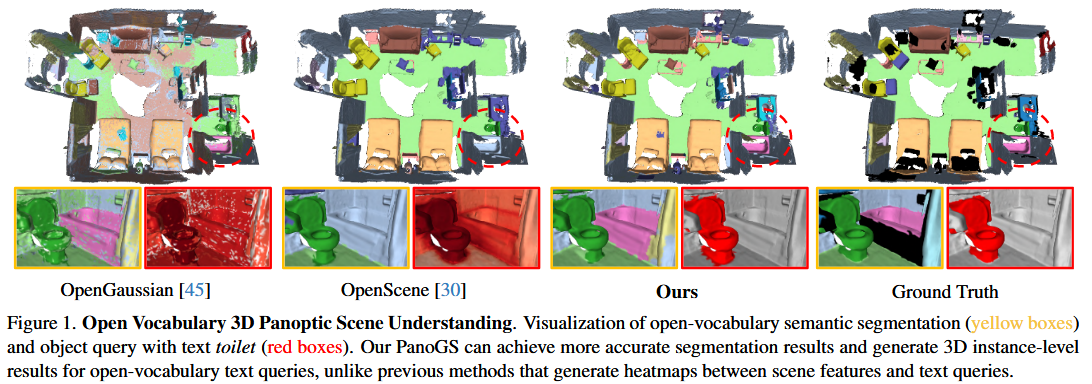 OpenGaussian [45]
OpenScene [30]
Ours
Ground Truth
Figure 1. Open Vocabulary 3D Panoptic Scene Understanding. Visualization of open-vocabulary semantic segmentation (yellow boxes)
and object query with text toilet (red boxes). Our PanoGS can achieve more accurate segmentation results and generate 3D instance-level
results for open-vocabulary text queries, unlike previous methods that generate heatmaps between scene features and text queries.